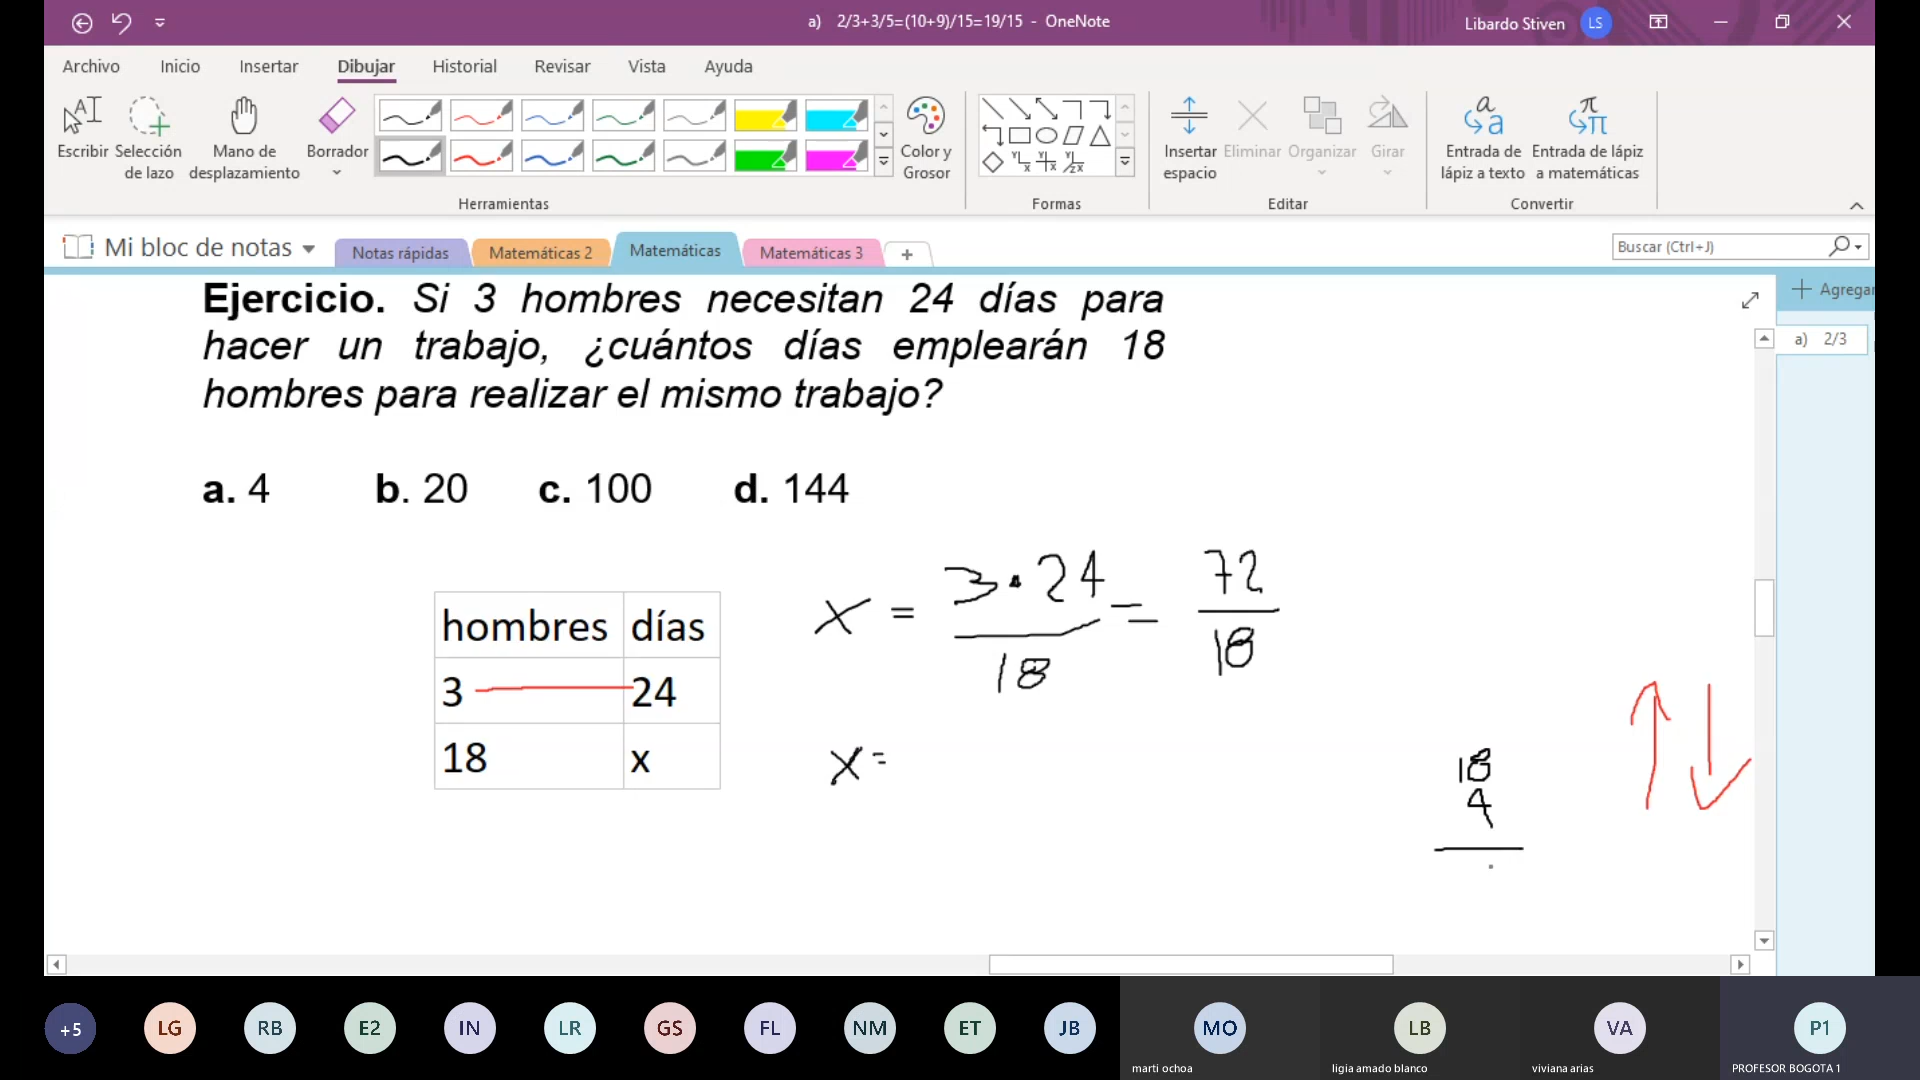 a) 2/3+3/5=(10+9)/15=19/15 - OneNote
Libardo Stiven LS
Archivo Inicio Insertar Dibujar Historial Revisar Vista Ayuda
Escribir
Selección de lazo
Mano de desplazamiento
Borrador
Color y Grosor
Insertar espacio
Eliminar
Organizar
Girar
Entrada de lápiz a texto
Entrada de lápiz a matemáticas
Herramientas Formas Editar Convertir
Mi bloc de notas
Notas rápidas Matemáticas 2 Matemáticas Matemáticas 3 +
Buscar (Ctrl+J)
Agregar
a) 2/3
Ejercicio. Si 3 hombres necesitan 24 días para
hacer un trabajo, ¿cuántos días emplearán 18
hombres para realizar el mismo trabajo?
a. 4 b. 20 c. 100 d. 144
hombres días
3 24
18 x
x = 3·24/18 = 72/18
x =
18
4
+5 LG RB E2 IN LR GS FL NM ET JB MO LB VA P1
marti ochoa ligia amado blanco viviana arias PROFESOR BOGOTA 1